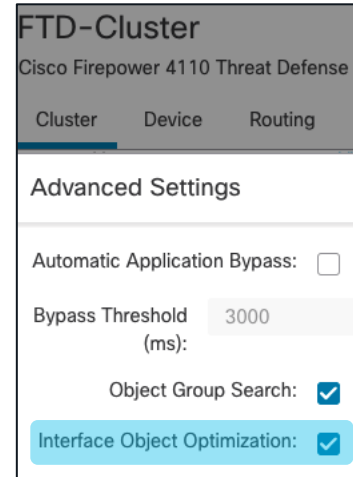 FTD-Cluster
Cisco Firepower 4110 Threat Defense
Cluster Device Routing
Advanced Settings
Automatic Application Bypass:
Bypass Threshold 3000
(ms):
Object Group Search:
Interface Object Optimization: